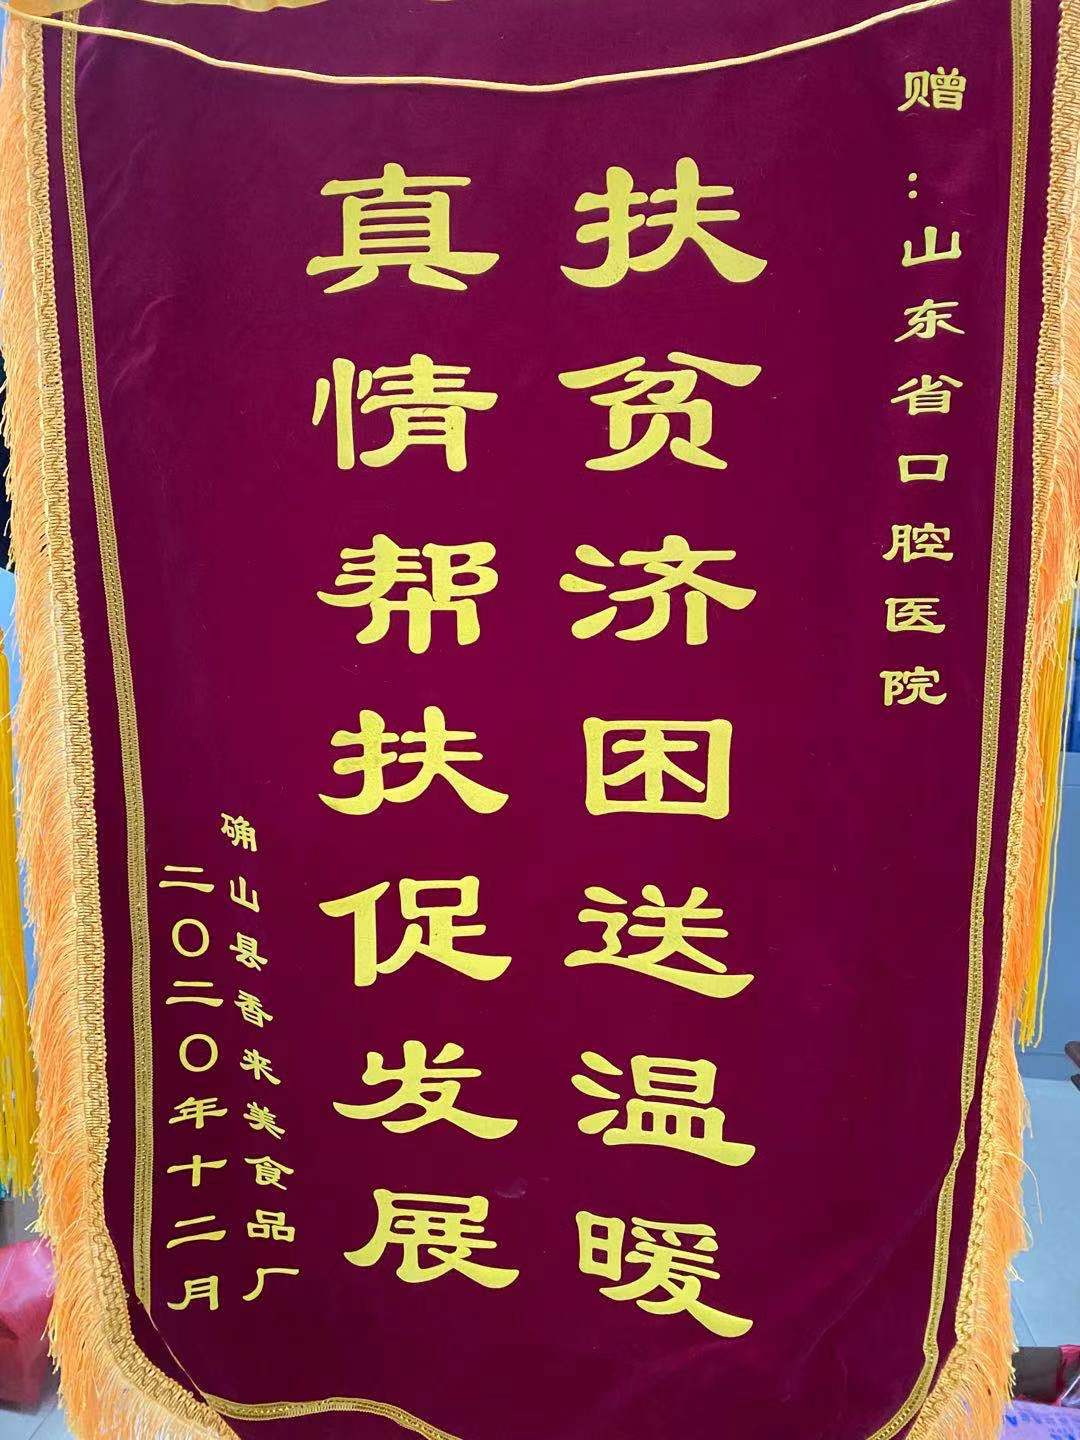 赠：山东省口腔医院
扶贫济困送温暖
真情帮扶促发展
确山县香来美食品厂
二〇二〇年十二月